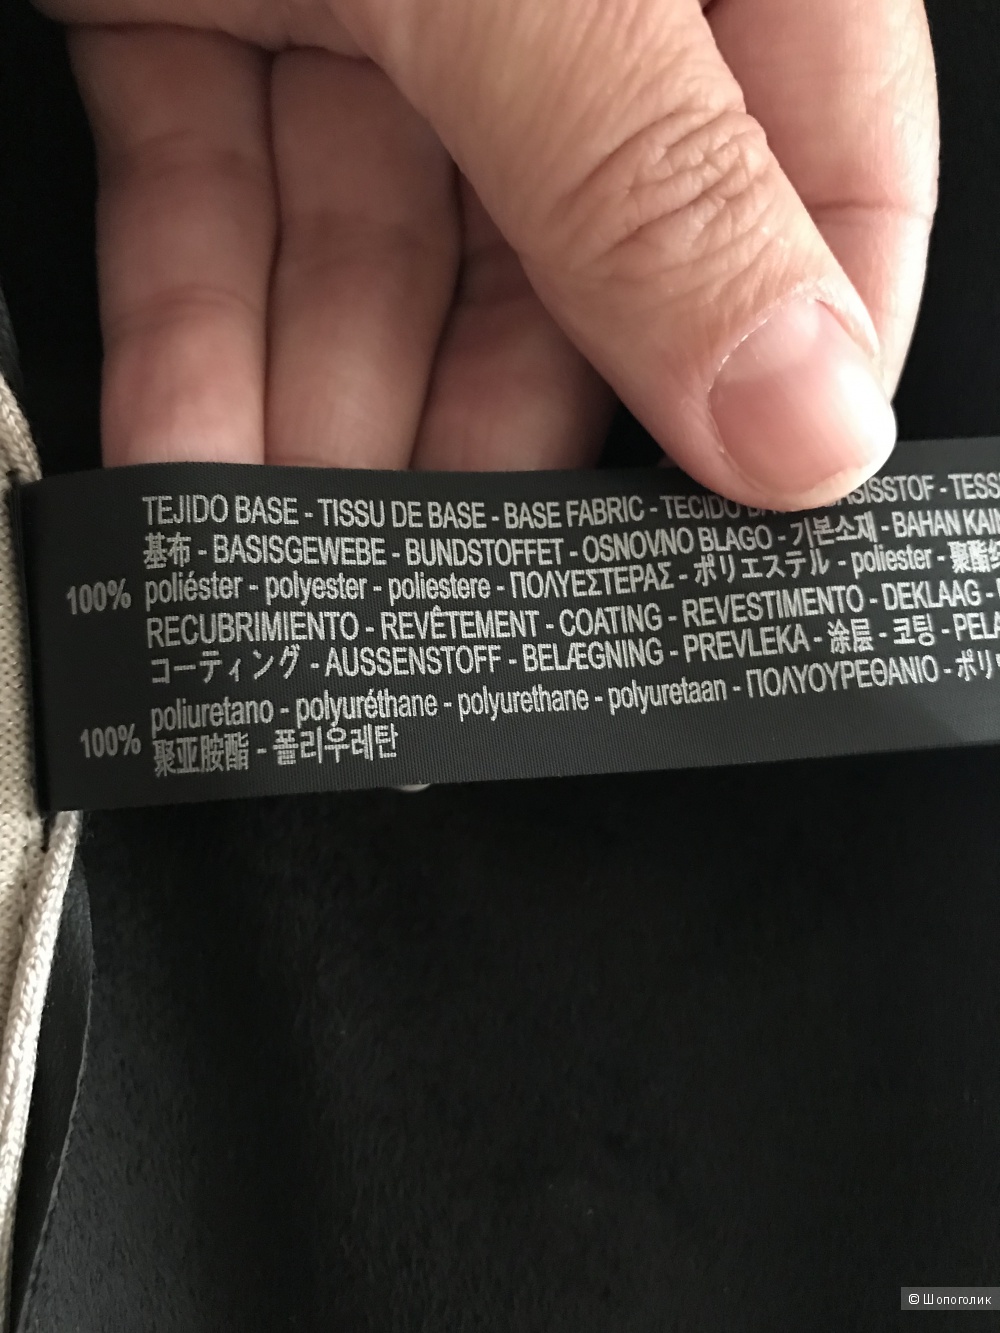 TEJIDO BASE - TISSU DE BASE - BASE FABRIC - TECIDO
基布 - BASISGEWEBE - BUNDSTOFFET - OSNOVNO BLAGO - 기본소재 - BAHAN
100% poliéster - polyester - poliestere - ΠΟΛΥΕΣΤΕΡΑΣ - ポリエステル - poliester - 聚酯
RECUBRIMIENTO - REVÊTEMENT - COATING - REVESTIMENTO - DEKLAAG -
コーティング - AUSSENSTOFF - BELÆGNING - PREVLEKA - 涂层 - 코팅 -
100% poliuretano - polyuréthane - polyurethane - polyuretaan - ΠΟΛΥΟΥΡΕΘΑΝΙΟ -
聚亚胺酯 - 폴리우레탄
© Шопоголик